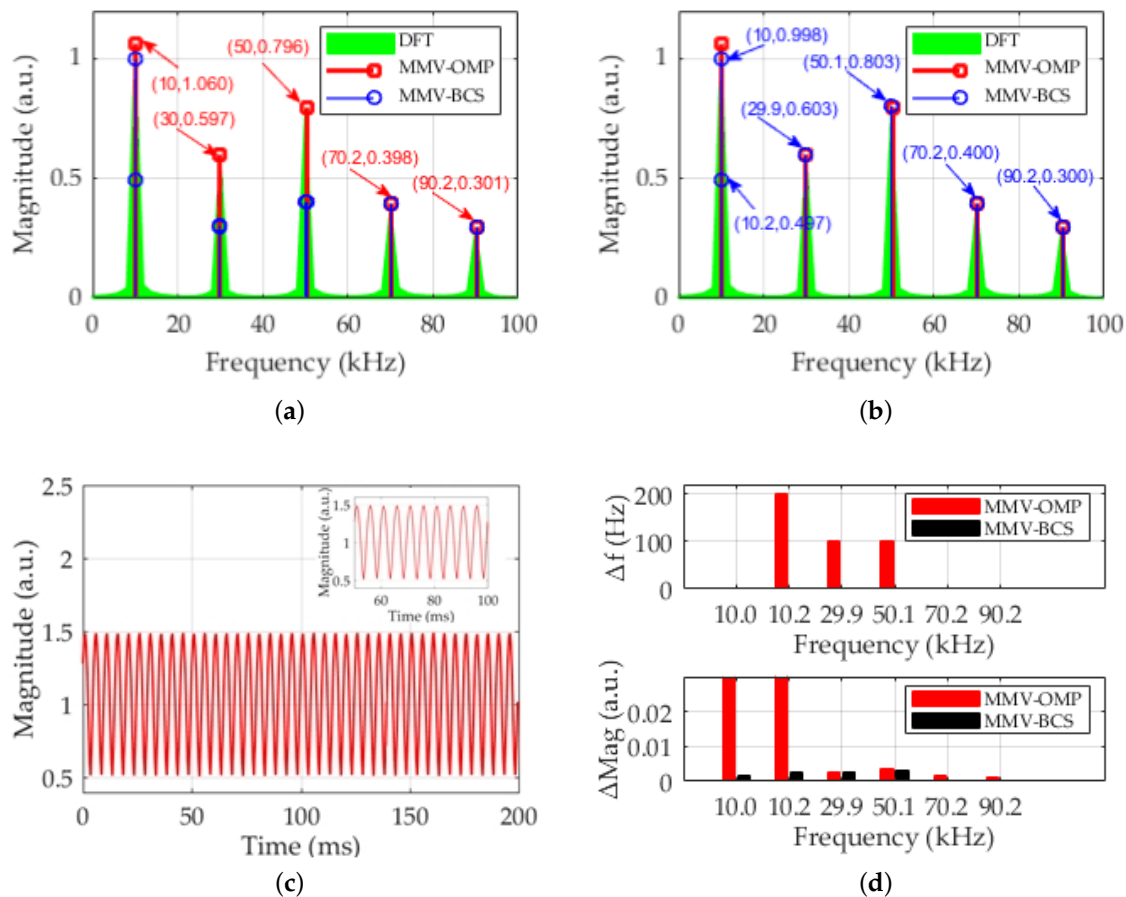 1
0.5
0
Magnitude (a.u.)
0 20 40 60 80 100
Frequency (kHz)
(10,1.060)
(30,0.597)
(50,0.796)
(70.2,0.398)
(90.2,0.301)
DFT
MMV-OMP
MMV-BCS
(a)
1
0.5
0
Magnitude (a.u.)
0 20 40 60 80 100
Frequency (kHz)
(10,0.998)
(50.1,0.803)
(29.9,0.603)
(70.2,0.400)
(90.2,0.300)
(10.2,0.497)
DFT
MMV-OMP
MMV-BCS
(b)
2.5
2
1.5
1
0.5
Magnitude (a.u.)
0 50 100 150 200
Time (ms)
1.5
1
0.5
Magnitude (a.u.)
60 80 100
Time (ms)
(c)
200
100
0
Δf (Hz)
MMV-OMP
MMV-BCS
10.0 10.2 29.9 50.1 70.2 90.2
Frequency (kHz)
0.02
0.01
0
ΔMag (a.u.)
MMV-OMP
MMV-BCS
10.0 10.2 29.9 50.1 70.2 90.2
Frequency (kHz)
(d)